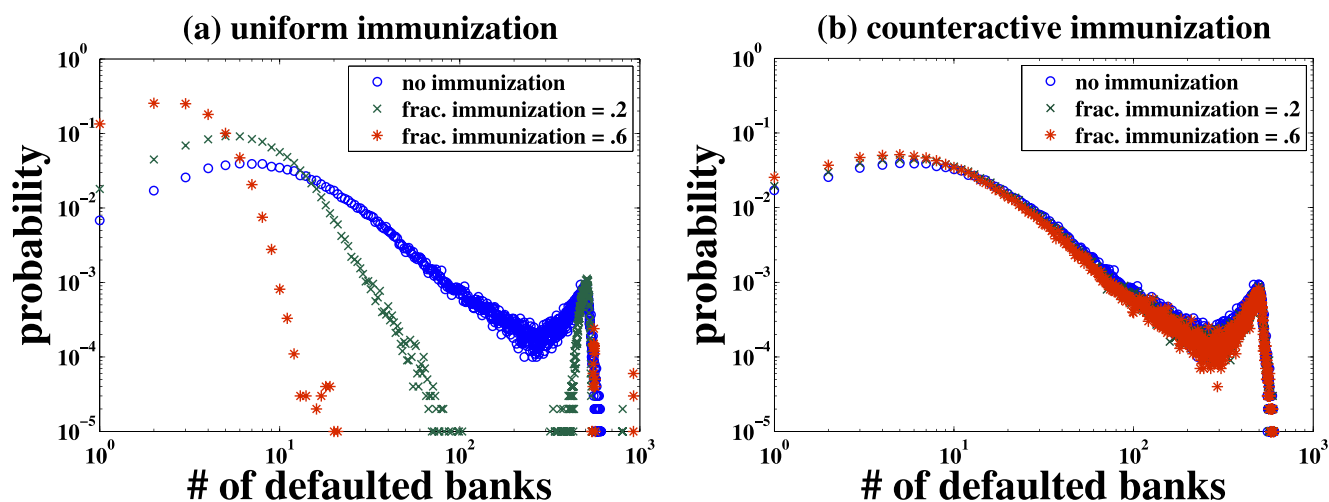 (a) uniform immunization
probability
10^0
10^-1
10^-2
10^-3
10^-4
10^-5
no immunization
frac. immunization = .2
frac. immunization = .6
10^0
10^1
10^2
10^3
# of defaulted banks
(b) counteractive immunization
probability
10^0
10^-1
10^-2
10^-3
10^-4
10^-5
no immunization
frac. immunization = .2
frac. immunization = .6
10^0
10^1
10^2
10^3
# of defaulted banks